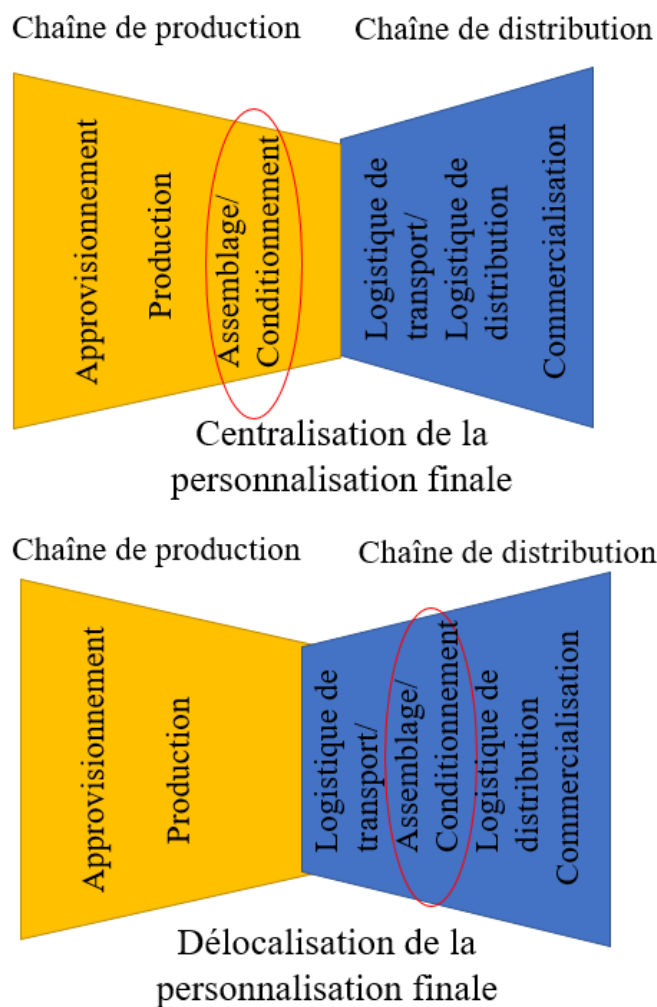 Chaîne de production
Chaîne de distribution
Approvisionnement
Production
Assemblage/
Conditionnement
Logistique de
transport/
Logistique de
distribution
Commercialisation
Centralisation de la
personnalisation finale
Chaîne de production
Chaîne de distribution
Approvisionnement
Production
Logistique de
transport/
Assemblage/
Conditionnement
Logistique de
distribution
Commercialisation
Délocalisation de la
personnalisation finale